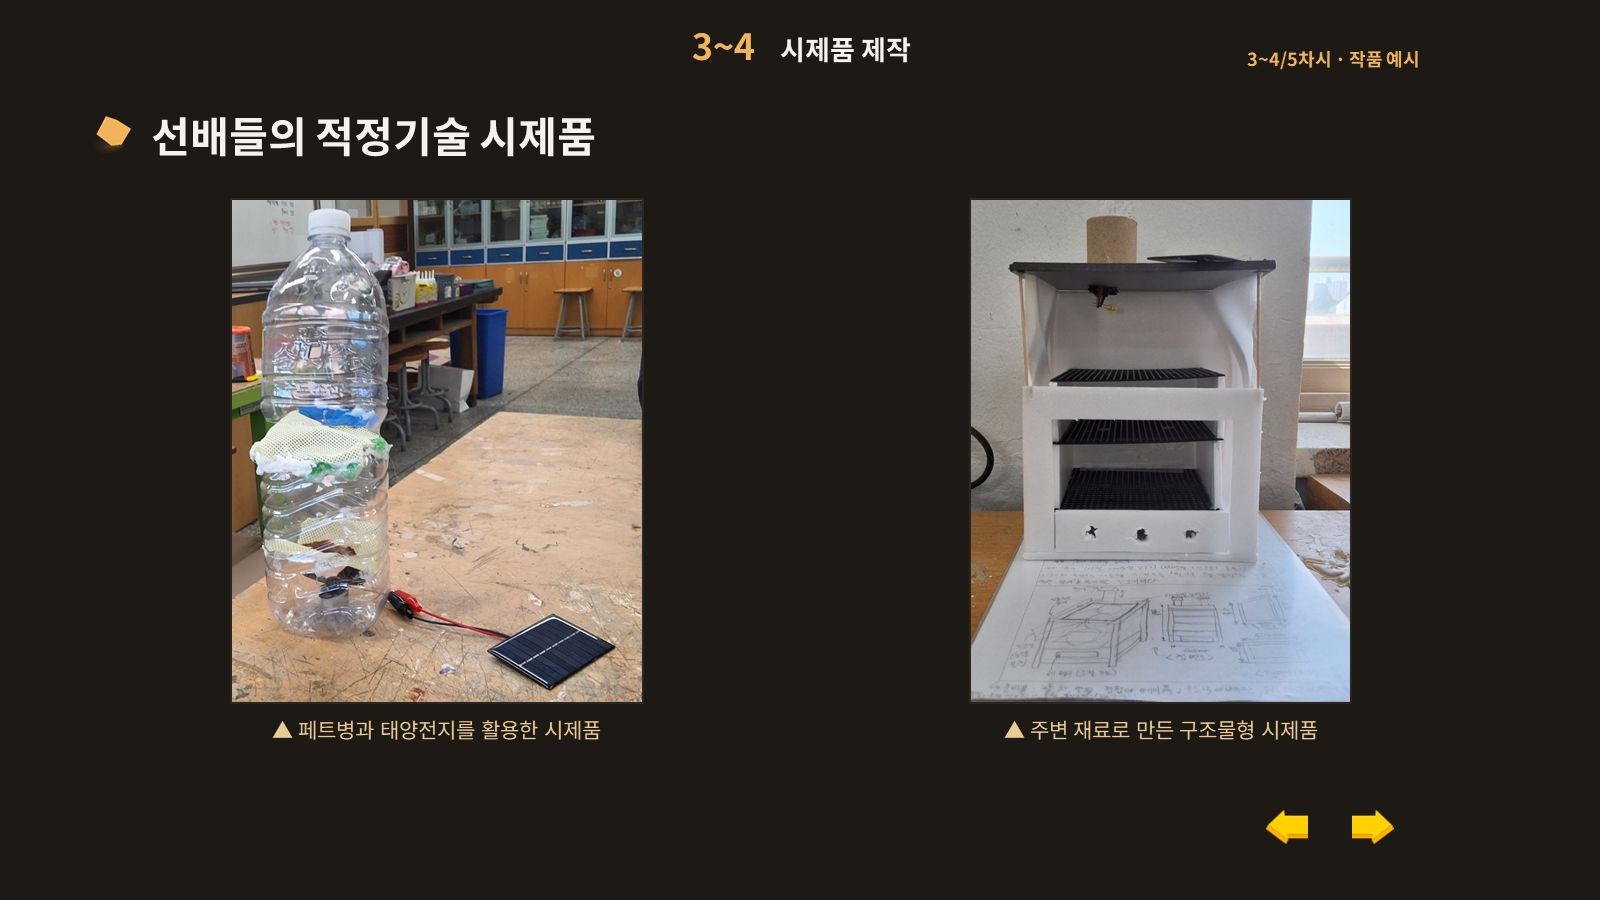 3~4 시제품 제작
3~4/5차시 · 작품 예시
선배들의 적정기술 시제품
▲ 페트병과 태양전지를 활용한 시제품
▲ 주변 재료로 만든 구조물형 시제품